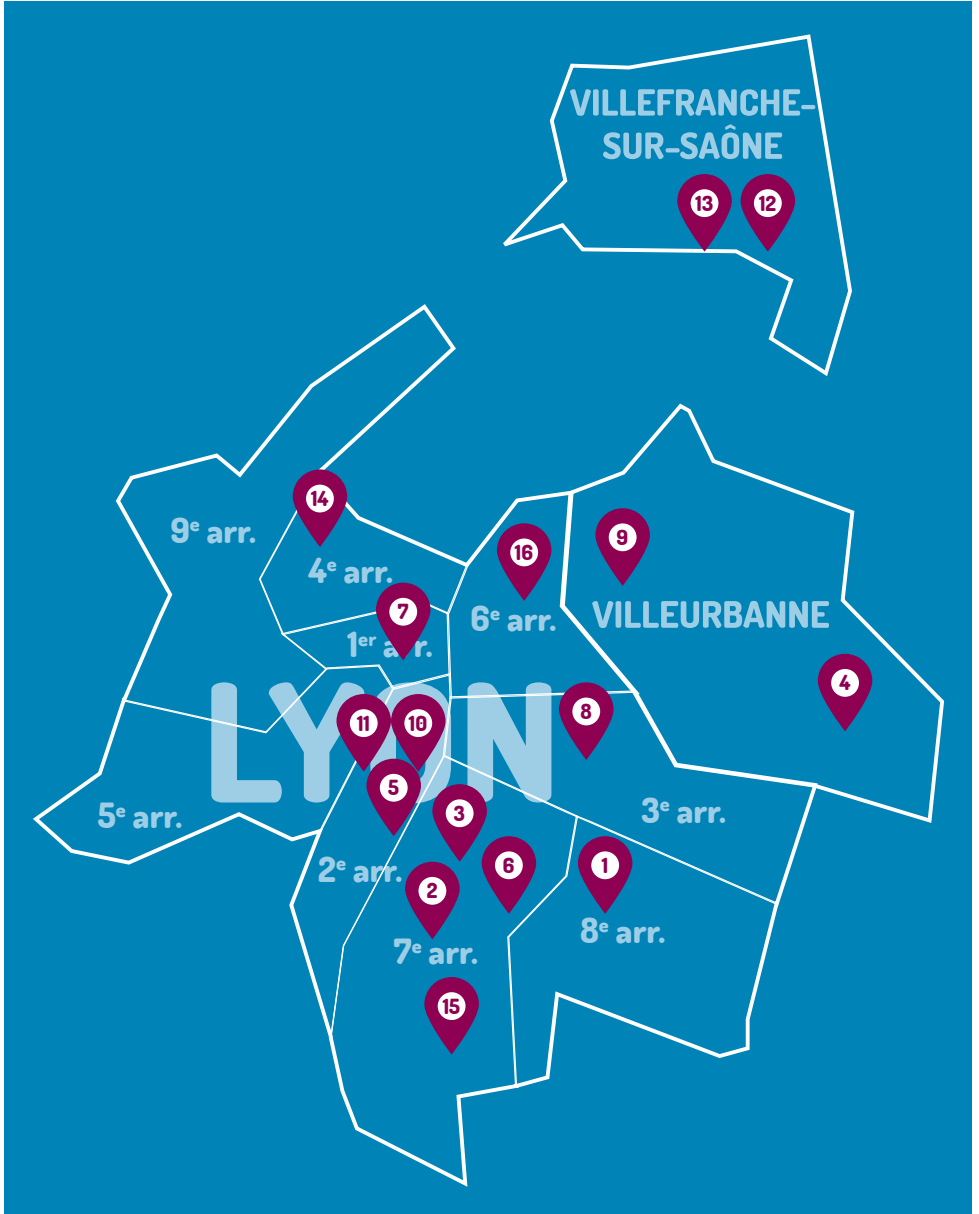 VILLEFRANCHE-
SUR-SAÔNE
13
12
14
9e arr.
4e arr.
16
9
7
6e arr.
VILLEURBANNE
1er arr.
4
LYON
11
10
8
5
3
3e arr.
5e arr.
2e arr.
6
1
2
8e arr.
7e arr.
15